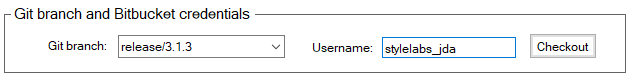 Git branch and Bitbucket credentials
Git branch: release/3.1.3 Username: stylelabs_jda Checkout